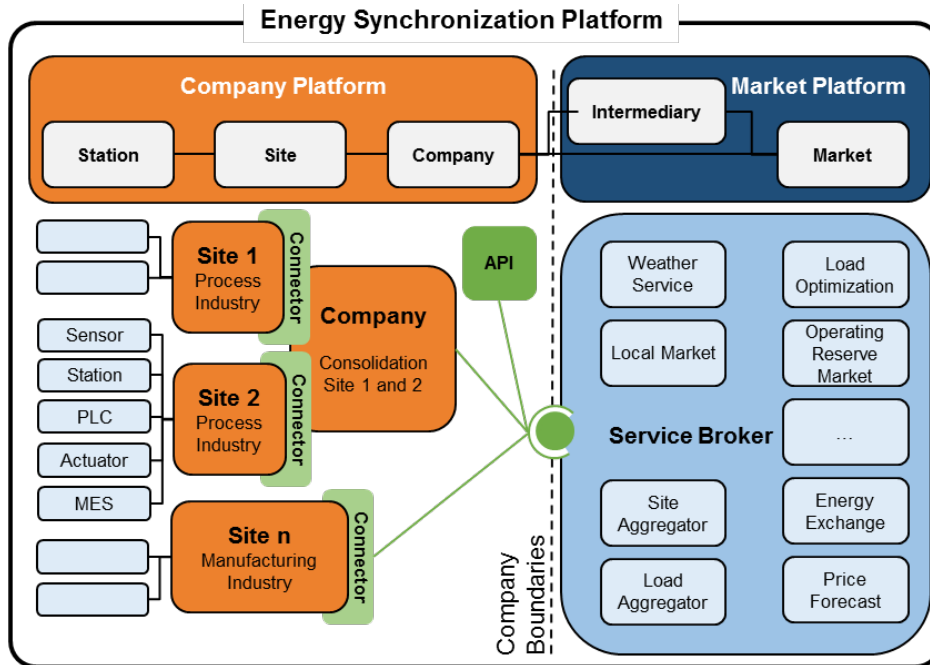 Energy Synchronization Platform
Company Platform
Market Platform
Station
Site
Company
Intermediary
Market
Site 1
Process
Industry
Connector
Sensor
Station
PLC
Actuator
MES
Site 2
Process
Industry
Connector
Company
Consolidation
Site 1 and 2
Site n
Manufacturing
Industry
Connector
API
Company
Boundaries
Weather
Service
Load
Optimization
Local Market
Operating
Reserve
Market
Service Broker
...
Site
Aggregator
Energy
Exchange
Load
Aggregator
Price
Forecast